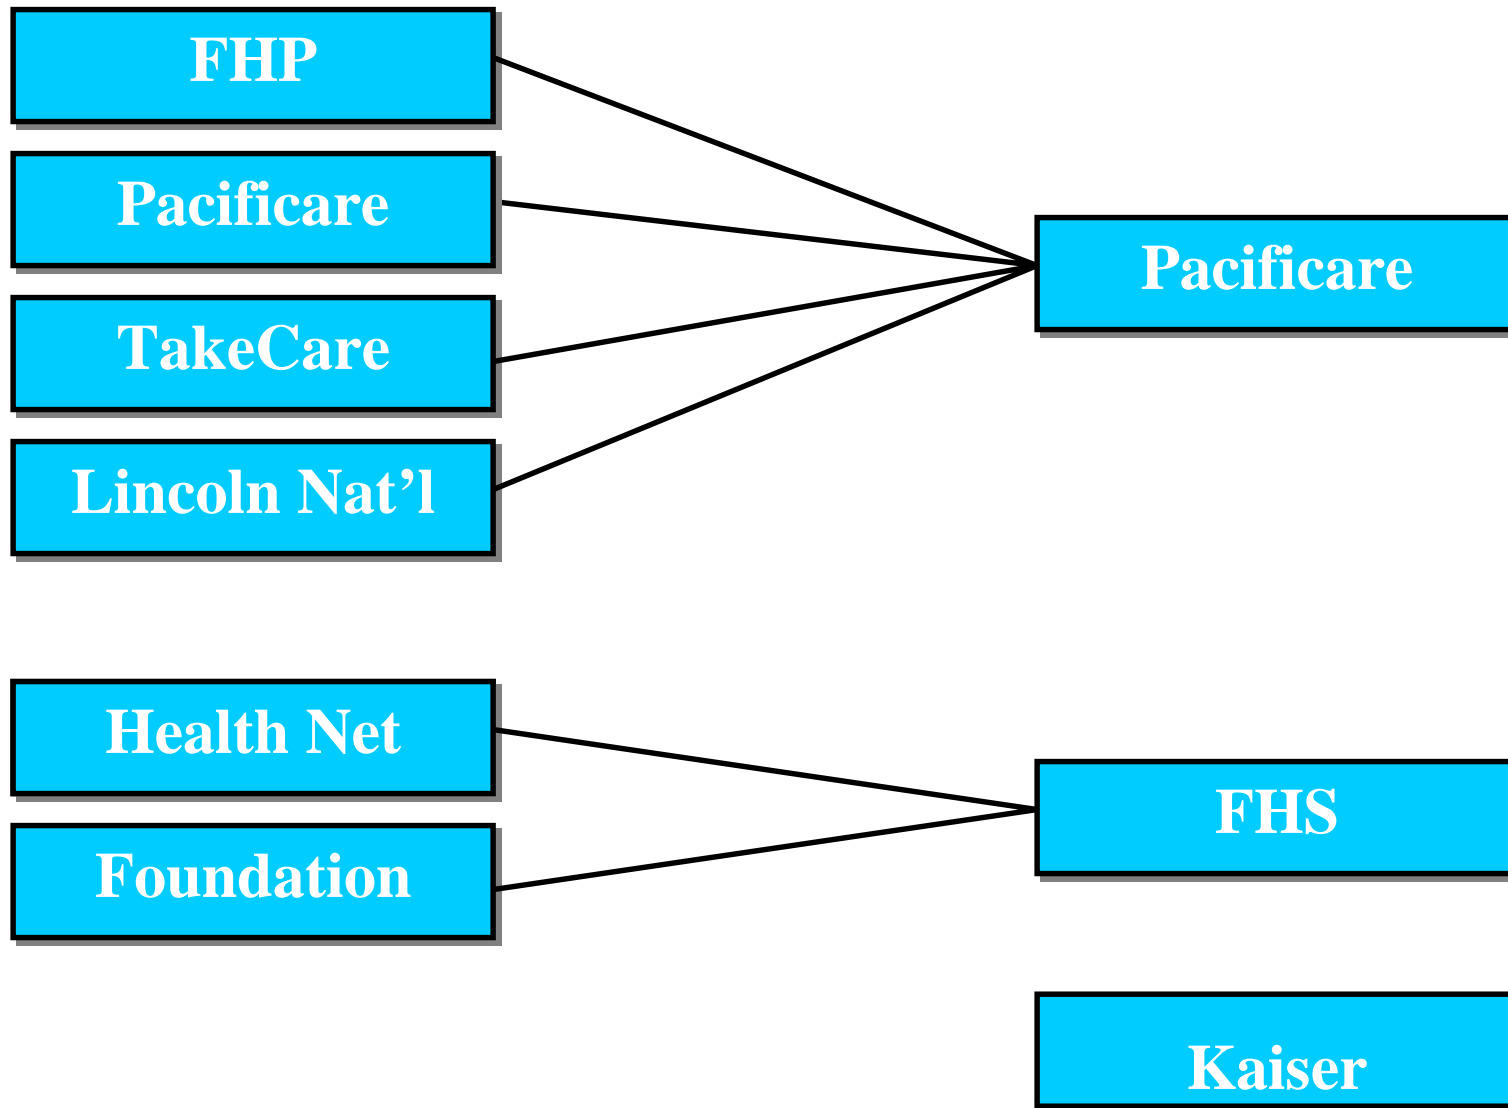 FHP
Pacificare
TakeCare
Lincoln Nat’l
Pacificare
Health Net
Foundation
FHS
Kaiser